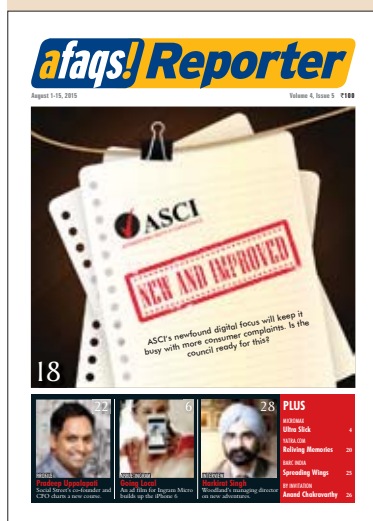 afaqs! Reporter
August 1-15, 2015
Volume 4, Issue 5 ₹100
ASCI
NEW AND IMPROVED
ASCI's newfound digital focus will keep it
busy with more consumer complaints. Is the
council ready for this?
18
22
PROFILE
Pradeep Uppalapati
Social Street's co-founder and
CFO charts a new course.
6
Going Local
An ad film for Ingram Micro
builds up the iPhone 6
28
INTERVIEW
Harkirat Singh
Woodland's managing director
on new adventures.
PLUS
MICROMAX
Ultra Slick 4
YATRA.COM
Reliving Memories 20
BARC INDIA
Spreading Wings 25
BY INVITATION
Anand Chakravarthy 26